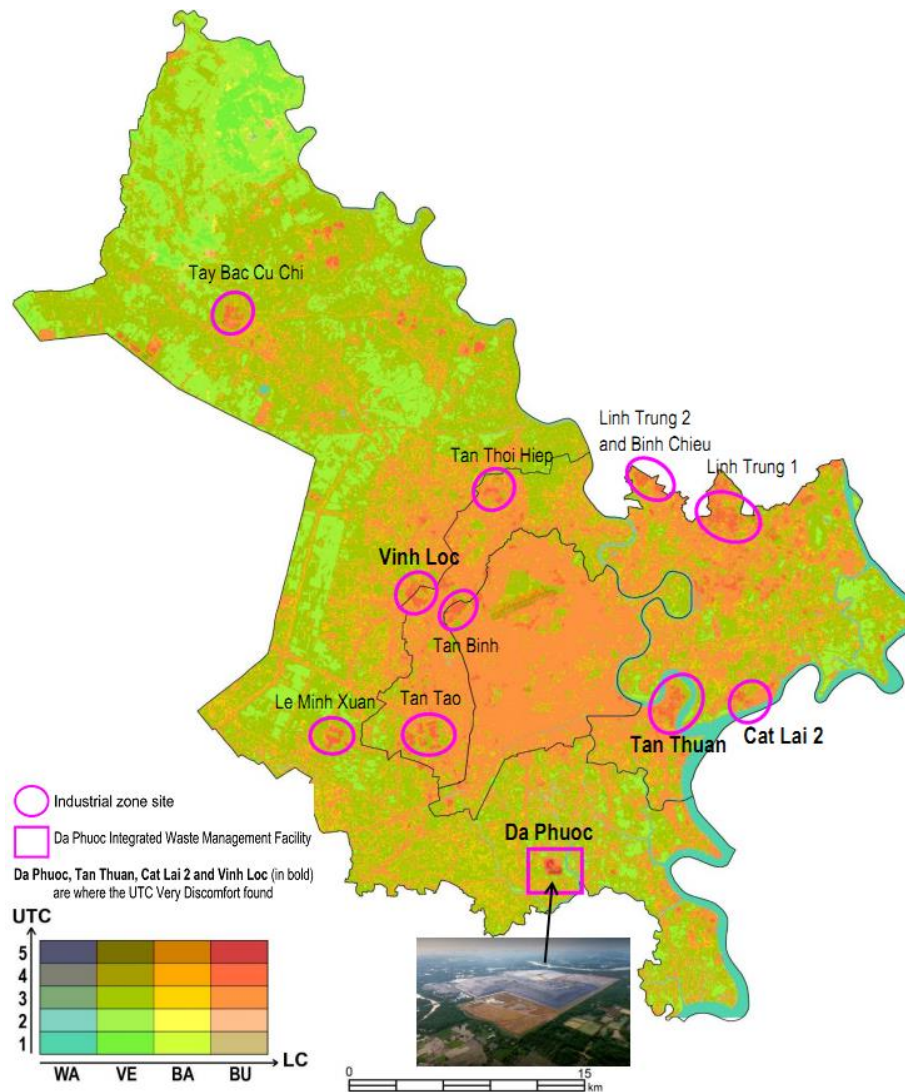 Tay Bac Cu Chi
Linh Trung 2
and Binh Chieu
Tan Thoi Hiep
Linh Trung 1
Vinh Loc
Tan Binh
Le Minh Xuan
Tan Tao
Tan Thuan
Cat Lai 2
Industrial zone site
Da Phuoc Integrated Waste Management Facility
Da Phuoc
Da Phuoc, Tan Thuan, Cat Lai 2 and Vinh Loc (in bold)
are where the UTC Very Discomfort found
UTC
5
4
3
2
1
WA VE BA BU LC
0 15
km